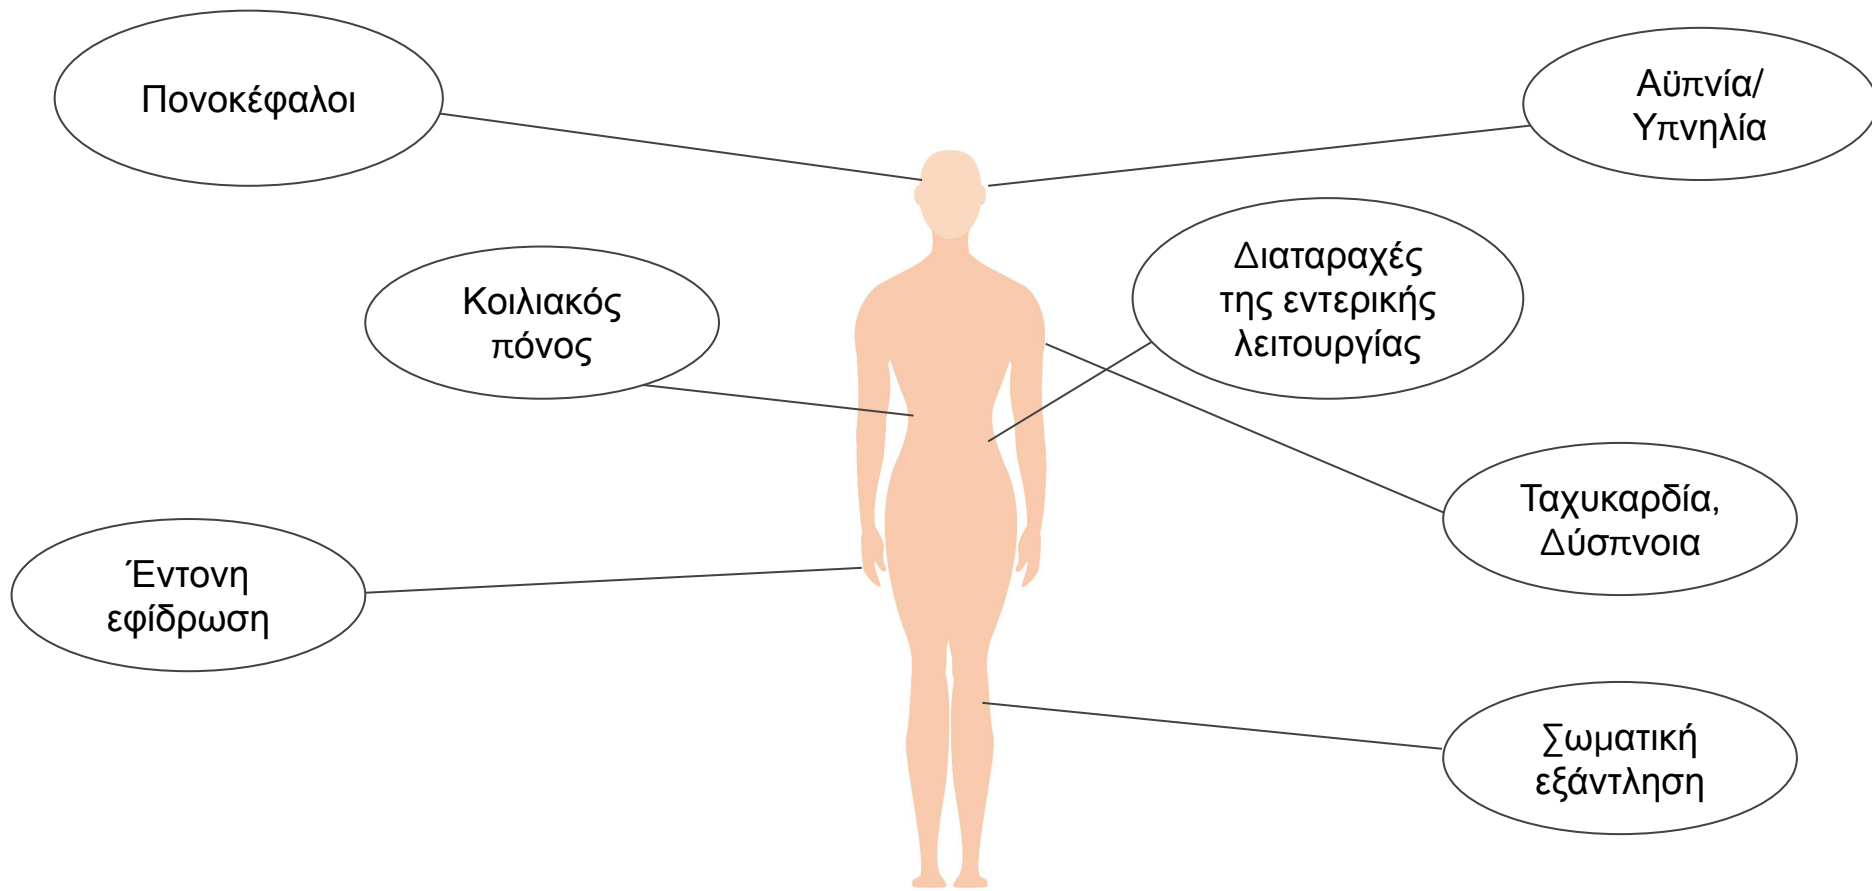 Πονοκέφαλοι
Αϋπνία/
Υπνηλία
Κοιλιακός
πόνος
Διαταραχές
της εντερικής
λειτουργίας
Ταχυκαρδία,
Δύσπνοια
Έντονη
εφίδρωση
Σωματική
εξάντληση